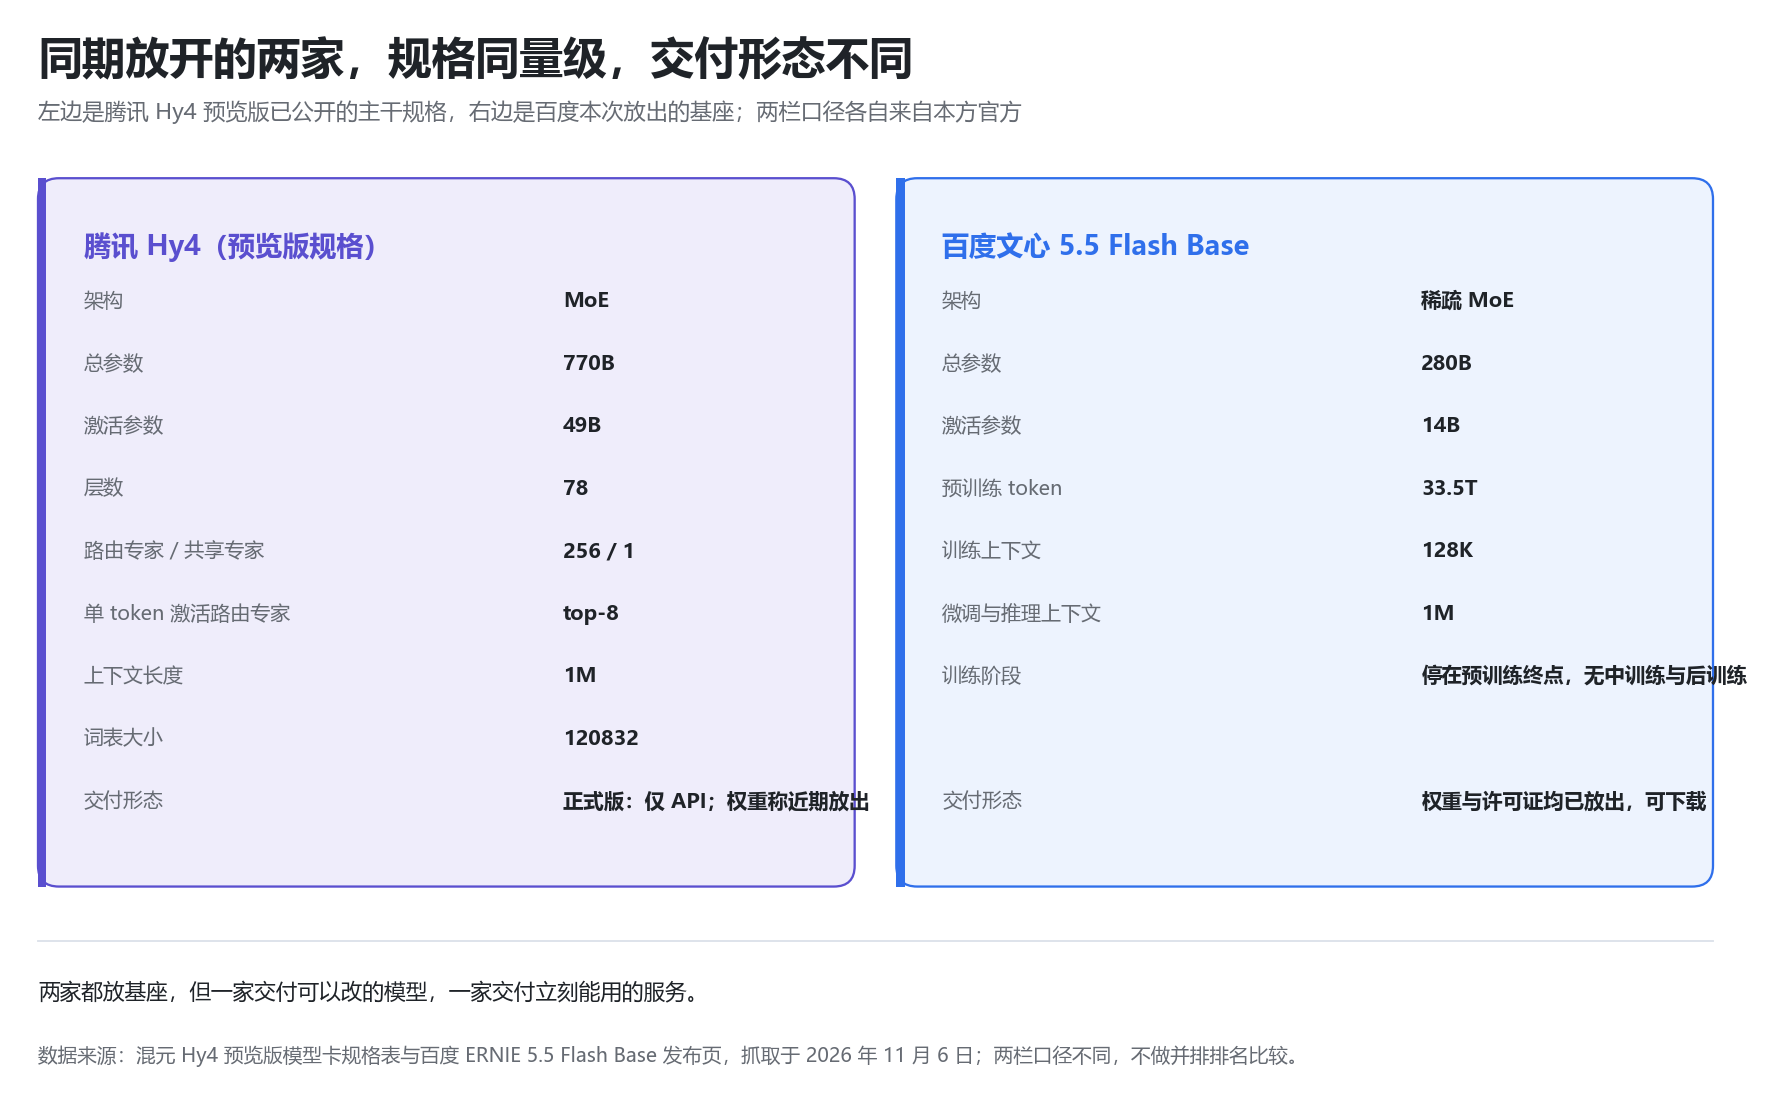 同期放开的两家，规格同量级，交付形态不同
左边是腾讯 Hy4 预览版已公开的主干规格，右边是百度本次放出的基座；两栏口径各自来自本方官方
腾讯 Hy4（预览版规格）
架构 MoE
总参数 770B
激活参数 49B
层数 78
路由专家 / 共享专家 256 / 1
单 token 激活路由专家 top-8
上下文长度 1M
词表大小 120832
交付形态 正式版：仅 API；权重称近期放出
百度文心 5.5 Flash Base
架构 稀疏 MoE
总参数 280B
激活参数 14B
预训练 token 33.5T
训练上下文 128K
微调与推理上下文 1M
训练阶段 停在预训练终点，无中训练与后训练
交付形态 权重与许可证均已放出，可下载
两家都放基座，但一家交付可以改的模型，一家交付立刻能用的服务。
数据来源：混元 Hy4 预览版模型卡规格表与百度 ERNIE 5.5 Flash Base 发布页，抓取于 2026 年 11 月 6 日；两栏口径不同，不做并排排名比较。